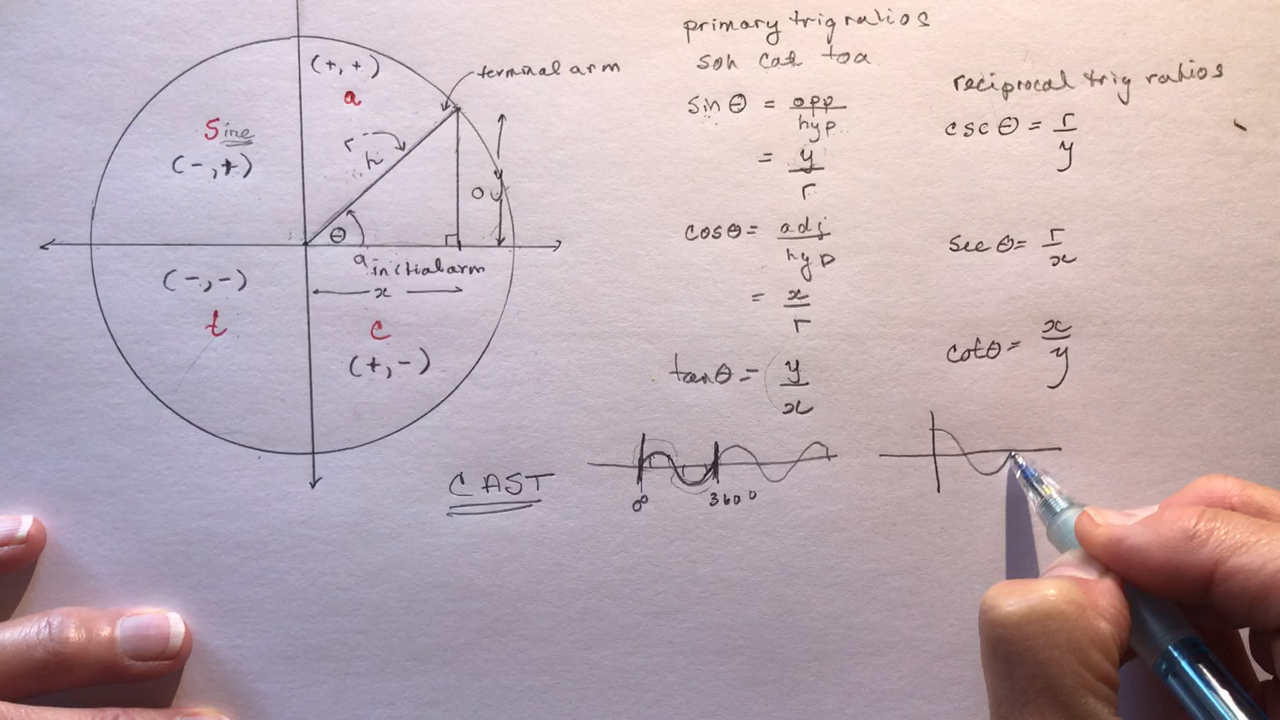 (+, +)
a
terminal arm
Sine
(-, +)
r
h
θ
o y
a
initial arm
x
(-, -)
t
c
(+, -)
CAST
primary trig ratios
soh cah toa
sin θ = opp
hyp
= y
r
cos θ = adj
hyp
= x
r
tan θ = y
x
0°
360°
reciprocal trig ratios
csc θ = r
y
sec θ = r
x
cot θ = x
y